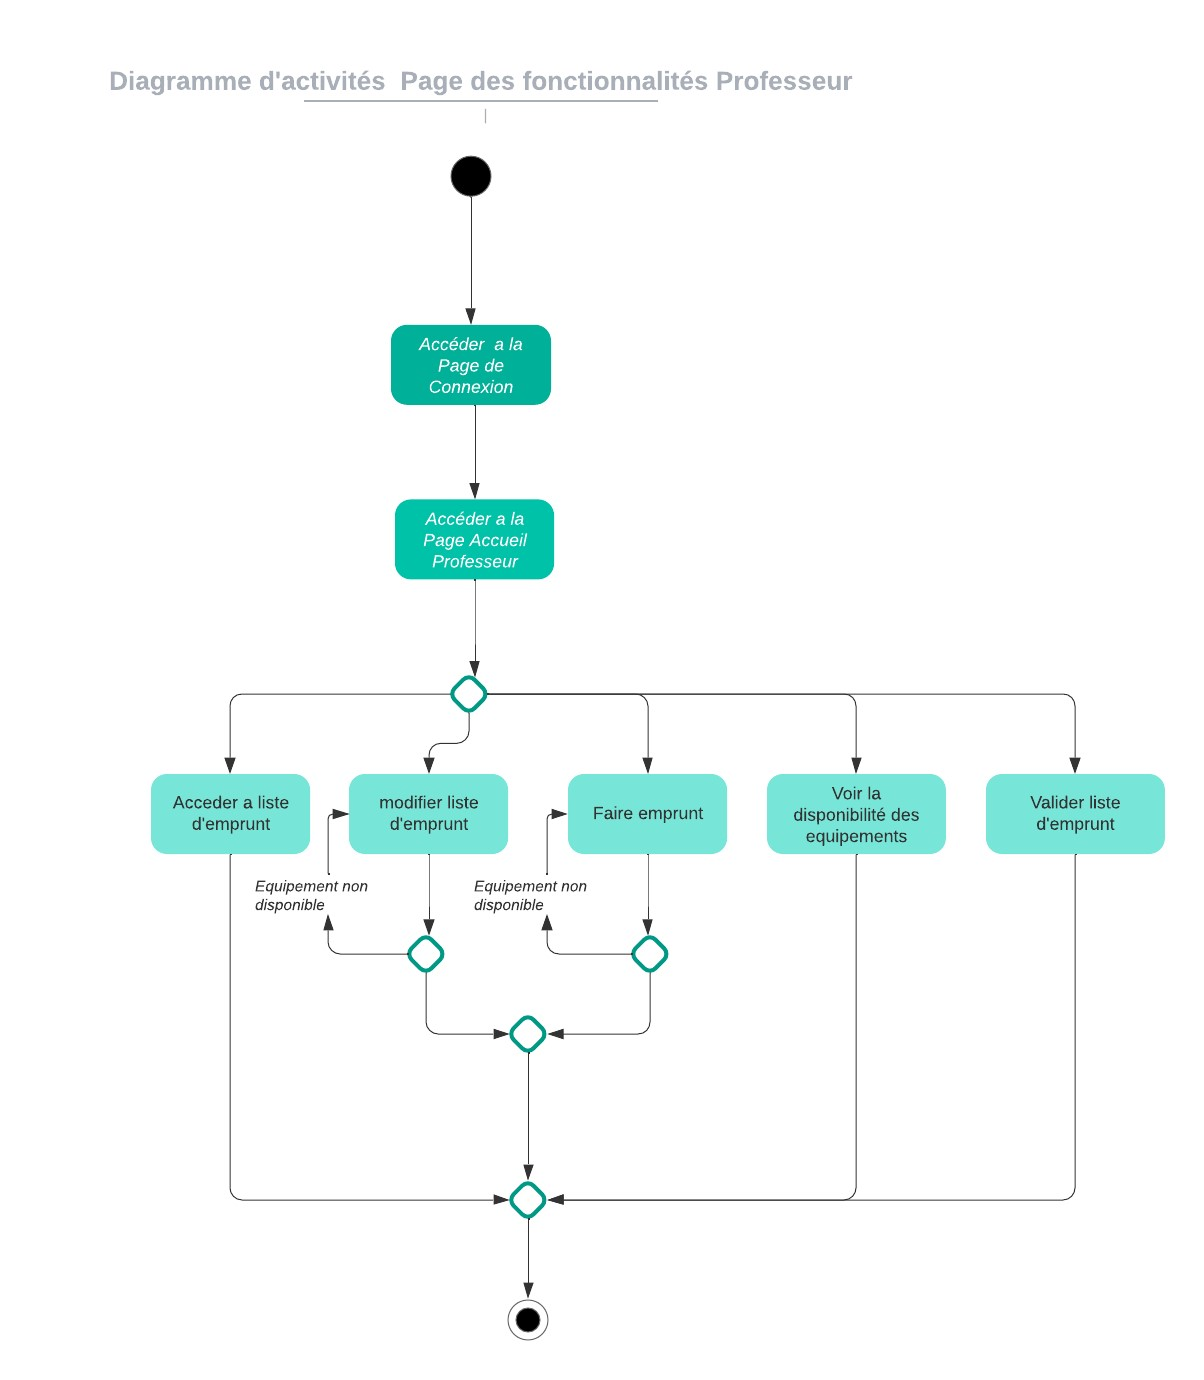 Diagramme d'activités  Page des fonctionnalités Professeur
Accéder  a la
Page de
Connexion
Accéder a la
Page Accueil
Professeur
Acceder a liste
d'emprunt
modifier liste
d'emprunt
Faire emprunt
Voir la
disponibilité des
equipements
Valider liste
d'emprunt
Equipement non
disponible
Equipement non
disponible